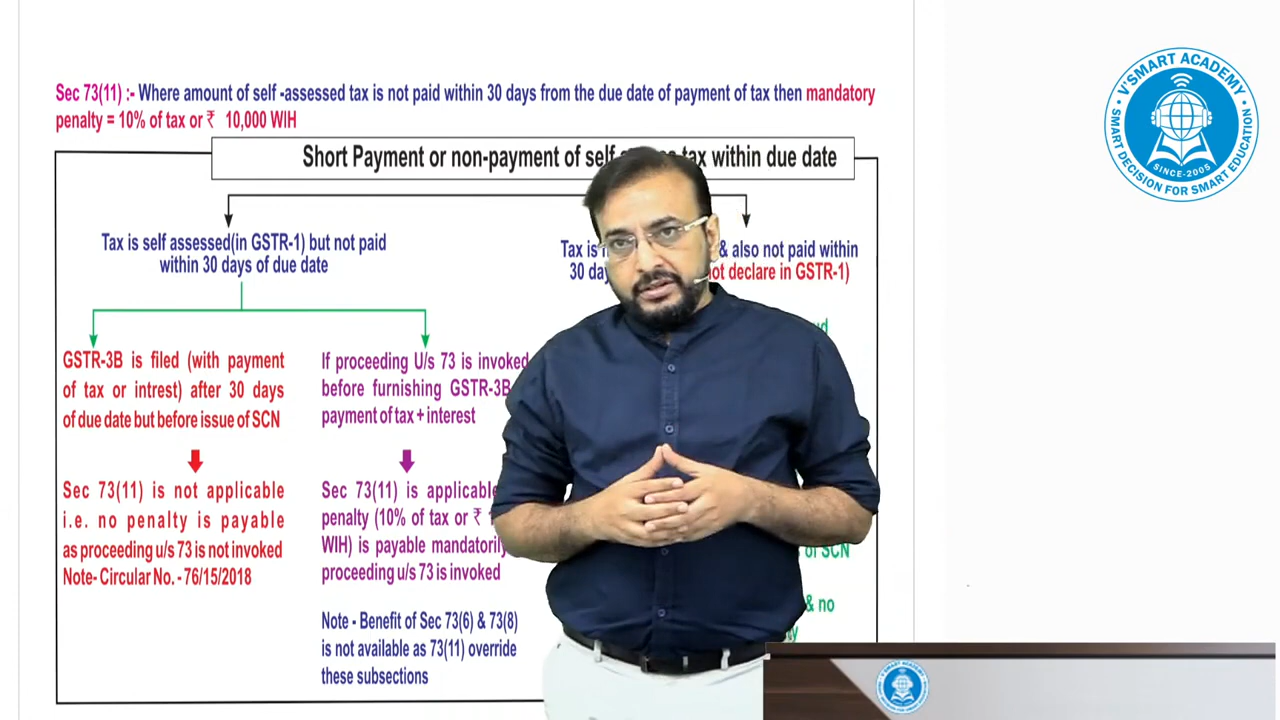 Sec 73(11) :- Where amount of self -assessed tax is not paid within 30 days from the due date of payment of tax then mandatory
penalty = 10% of tax or ₹ 10,000 WIH
Short Payment or non-payment of self tax within due date
Tax is self assessed(in GSTR-1) but not paid
within 30 days of due date
Tax is & also not paid within
30 declare in GSTR-1)
GSTR-3B is filed (with payment
of tax or intrest) after 30 days
of due date but before issue of SCN
If proceeding U/s 73 is invoked
before furnishing GSTR-3B
payment of tax + interest
Sec 73(11) is not applicable
i.e. no penalty is payable
as proceeding u/s 73 is not invoked
Note- Circular No. - 76/15/2018
Sec 73(11) is applicable
penalty (10% of tax or ₹
WIH) is payable mandatorily
proceeding u/s 73 is invoked
Note - Benefit of Sec 73(6) & 73(8)
is not available as 73(11) override
these subsections
of SCN
& no
V'SMART ACADEMY
SINCE-2005
SMART DECISION FOR SMART EDUCATION
V'SMART ACADEMY